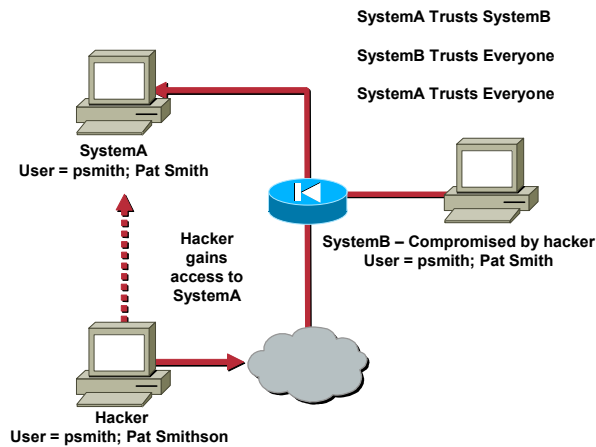 SystemA Trusts SystemB
SystemB Trusts Everyone
SystemA Trusts Everyone
SystemA
User = psmith; Pat Smith
Hacker
gains
access to
SystemA
SystemB – Compromised by hacker
User = psmith; Pat Smith
Hacker
User = psmith; Pat Smithson